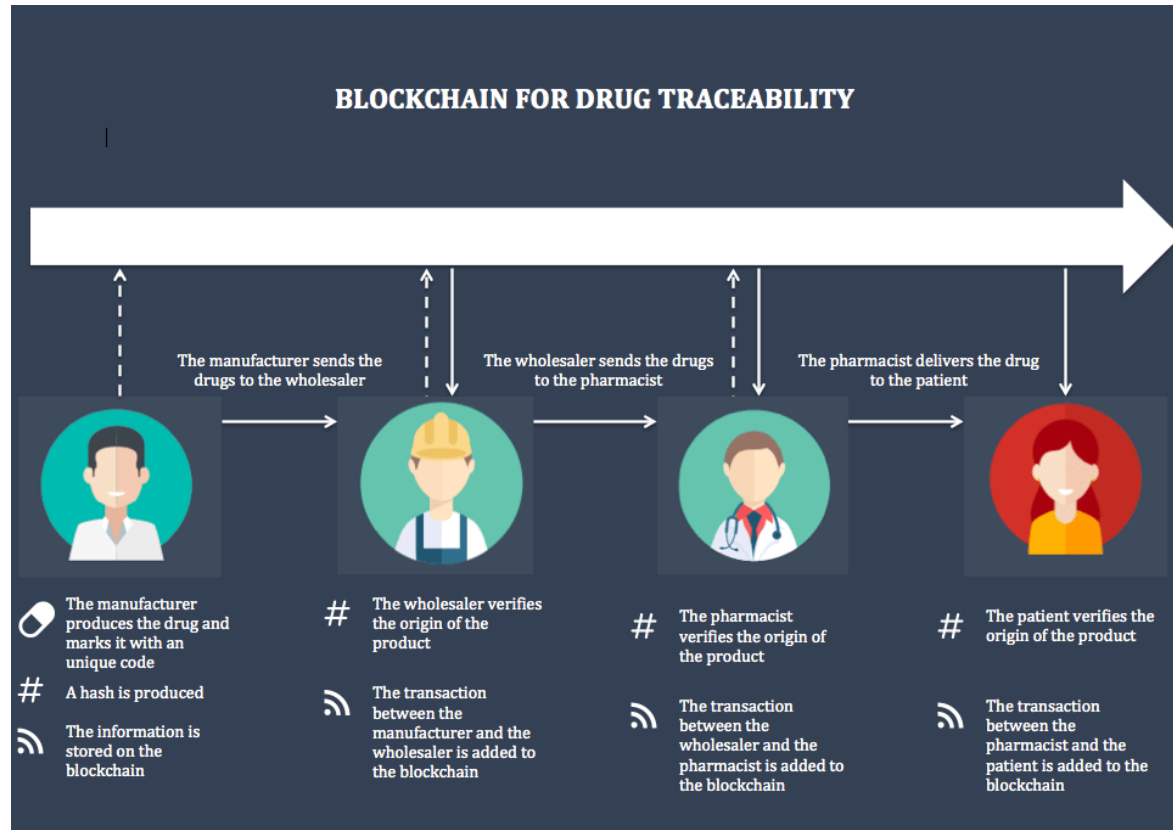 BLOCKCHAIN FOR DRUG TRACEABILITY
The manufacturer sends the
drugs to the wholesaler
The wholesaler sends the drugs
to the pharmacist
The pharmacist delivers the drug
to the patient
The manufacturer
produces the drug and
marks it with an
unique code
# A hash is produced
The information is
stored on the
blockchain
# The wholesaler verifies
the origin of the
product
The transaction
between the
manufacturer and the
wholesaler is added to
the blockchain
# The pharmacist
verifies the origin of
the product
The transaction
between the
wholesaler and the
pharmacist is added to
the blockchain
# The patient verifies the
origin of the product
The transaction
between the
pharmacist and the
patient is added to the
blockchain